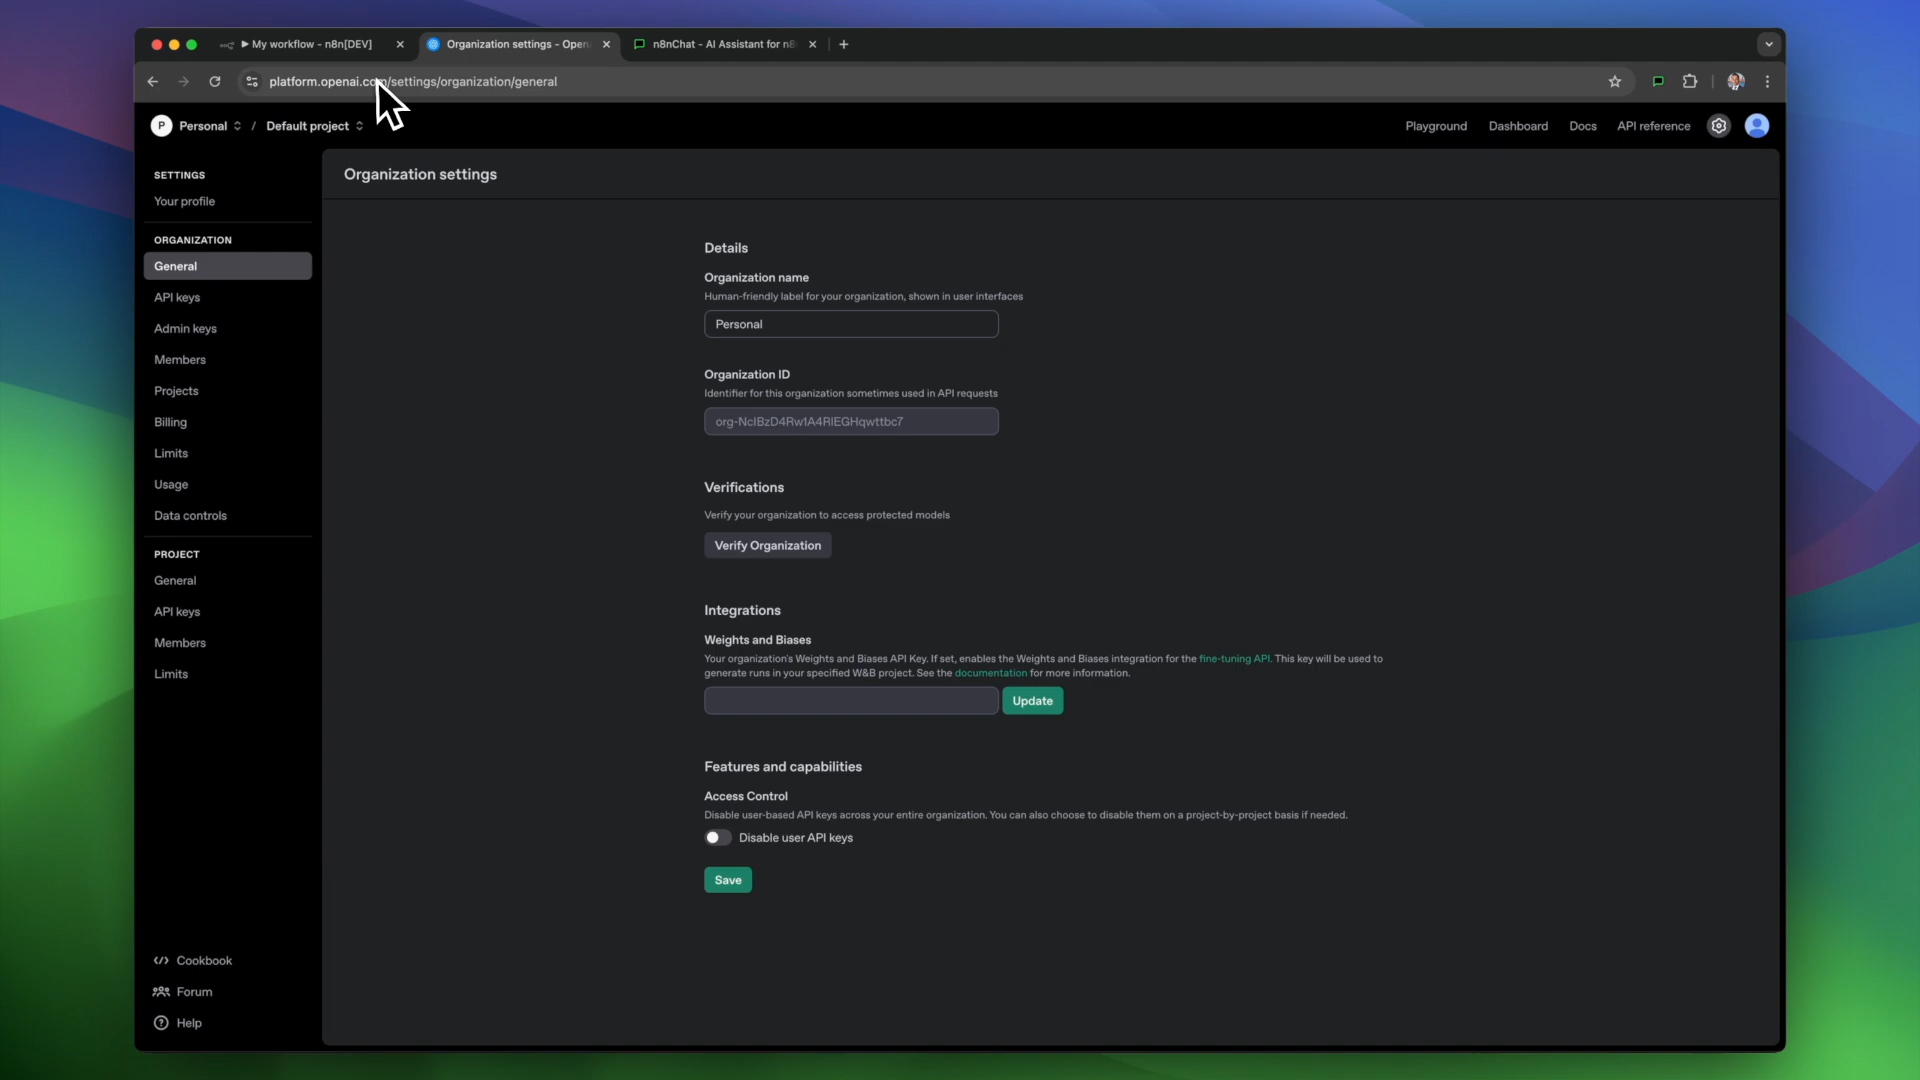 My workflow - n8n[DEV]
Organization settings - Open
n8nChat - AI Assistant for n8
platform.openai.com/settings/organization/general
P Personal / Default project
Playground Dashboard Docs API reference
SETTINGS
Your profile
ORGANIZATION
General
API keys
Admin keys
Members
Projects
Billing
Limits
Usage
Data controls
PROJECT
General
API keys
Members
Limits
Cookbook
Forum
Help
Organization settings
Details
Organization name
Human-friendly label for your organization, shown in user interfaces
Personal
Organization ID
Identifier for this organization sometimes used in API requests
org-NcIBzD4Rw1A4RlEGHqwttbc7
Verifications
Verify your organization to access protected models
Verify Organization
Integrations
Weights and Biases
Your organization's Weights and Biases API Key. If set, enables the Weights and Biases integration for the fine-tuning API. This key will be used to
generate runs in your specified W&B project. See the documentation for more information.
Update
Features and capabilities
Access Control
Disable user-based API keys across your entire organization. You can also choose to disable them on a project-by-project basis if needed.
Disable user API keys
Save